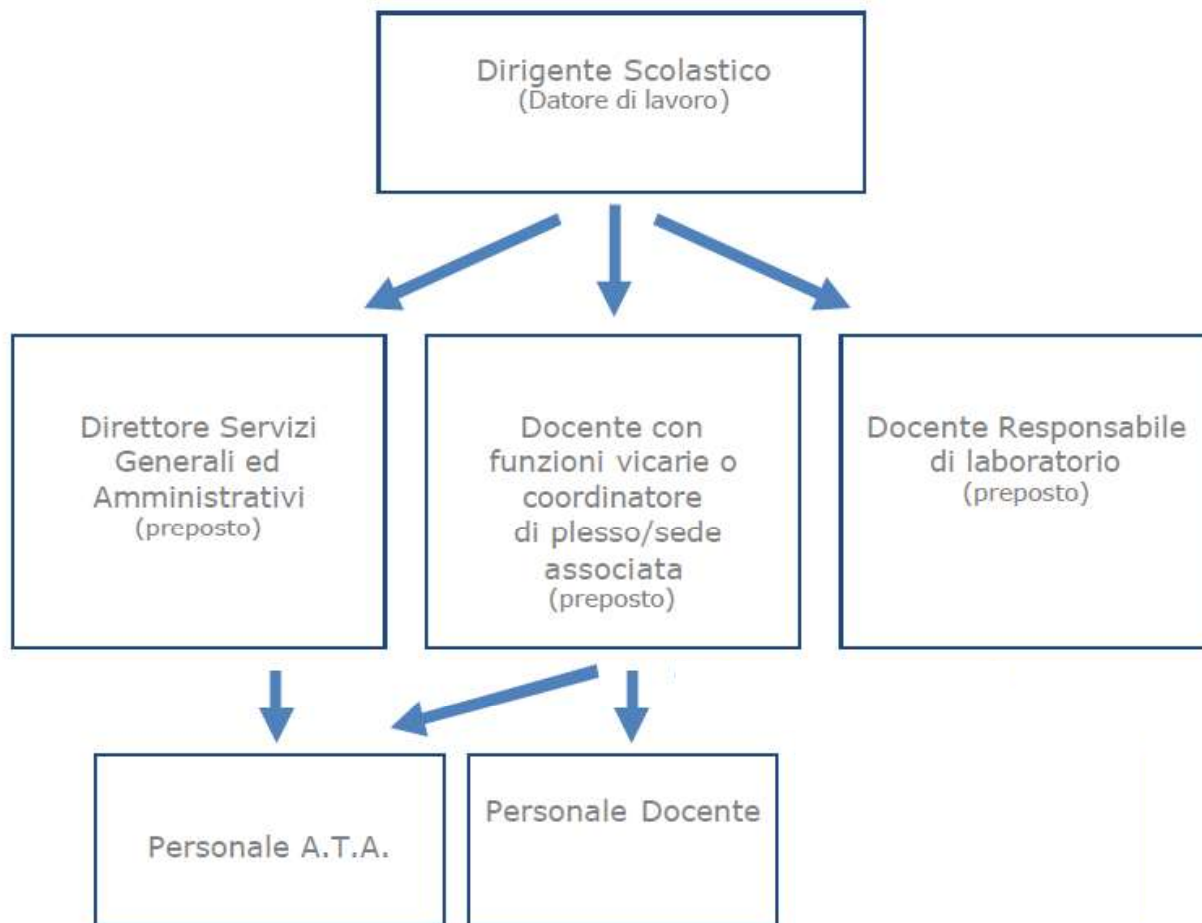 Dirigente Scolastico
(Datore di lavoro)
Direttore Servizi
Generali ed
Amministrativi
(preposto)
Docente con
funzioni vicarie o
coordinatore
di plesso/sede
associata
(preposto)
Docente Responsabile
di laboratorio
(preposto)
Personale A.T.A.
Personale Docente